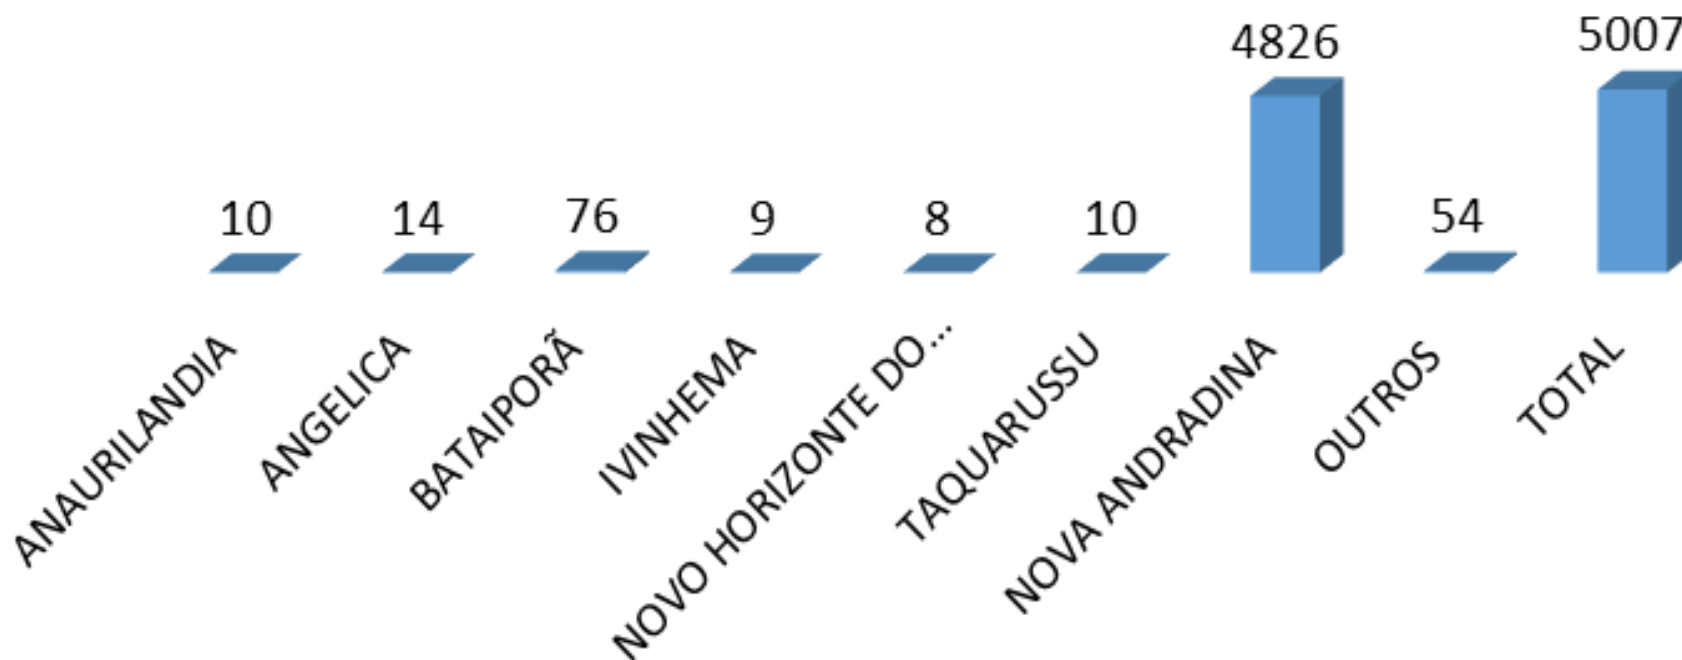 10
14
76
9
8
10
4826
54
5007
ANAURILANDIA
ANGELICA
BATAIPORÃ
IVINHEMA
NOVO HORIZONTE DO...
TAQUARUSSU
NOVA ANDRADINA
OUTROS
TOTAL